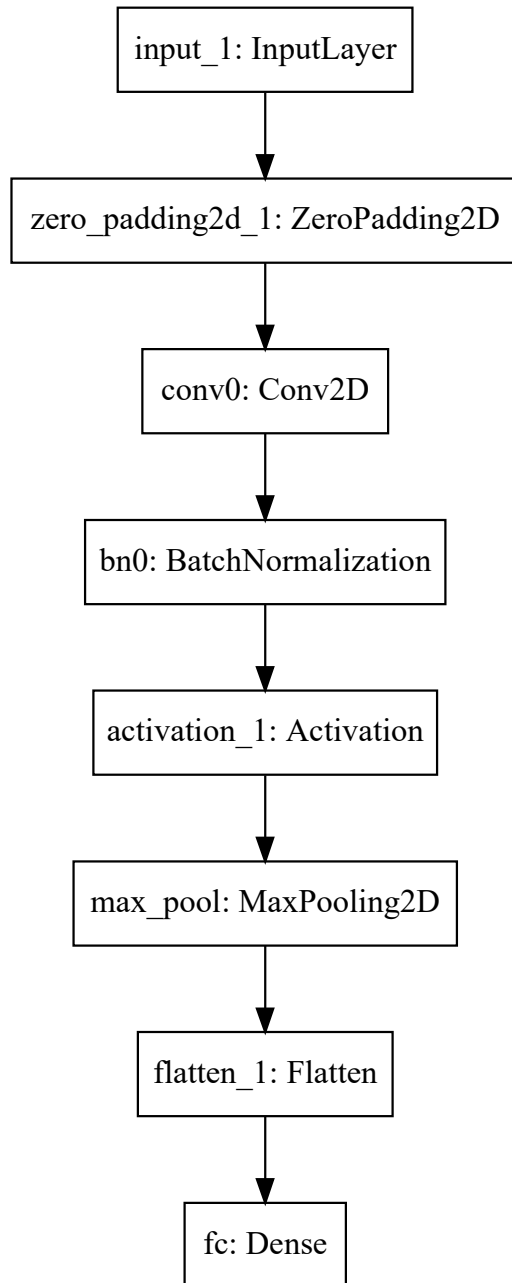 input_1: InputLayer
zero_padding2d_1: ZeroPadding2D
conv0: Conv2D
bn0: BatchNormalization
activation_1: Activation
max_pool: MaxPooling2D
flatten_1: Flatten
fc: Dense